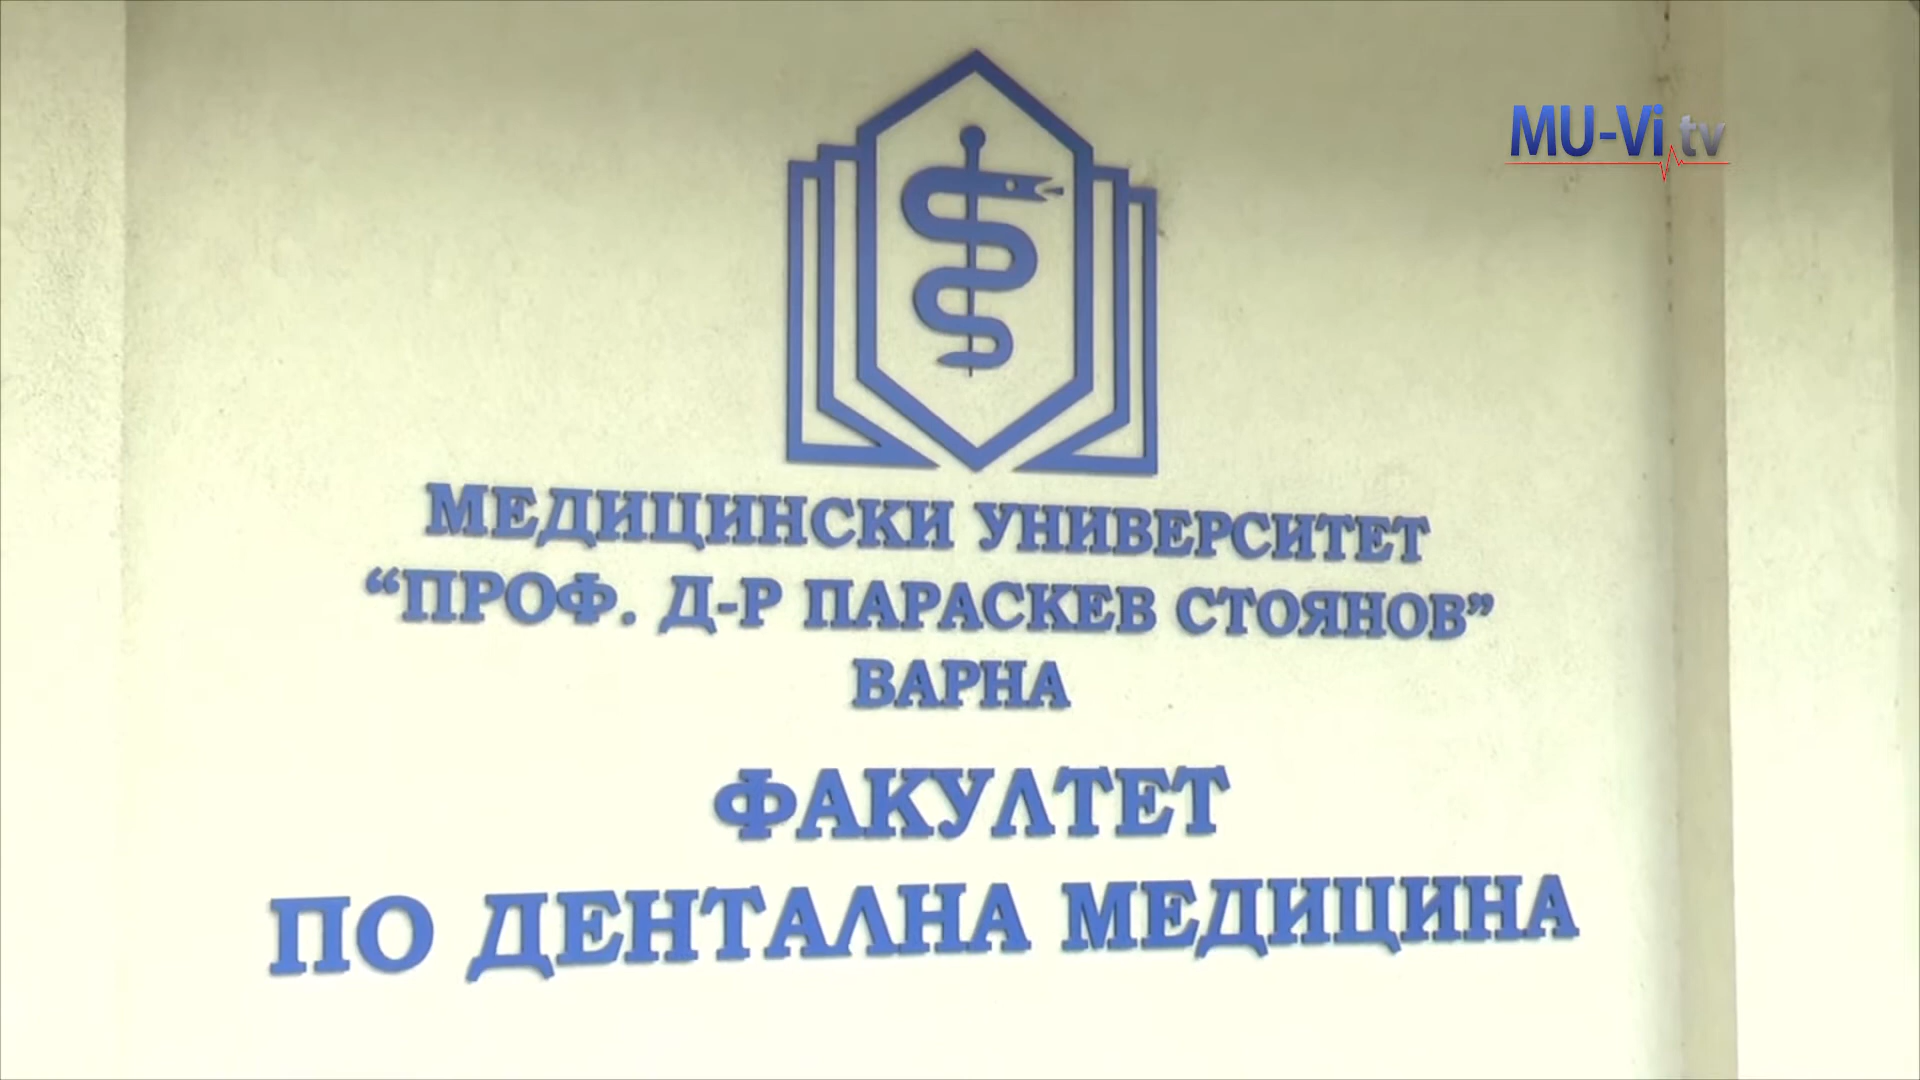 MU-Vi.tv
МЕДИЦИНСКИ УНИВЕРСИТЕТ
“ПРОФ. Д-Р ПАРАСКЕВ СТОЯНОВ”
ВАРНА
ФАКУЛТЕТ
ПО ДЕНТАЛНА МЕДИЦИНА